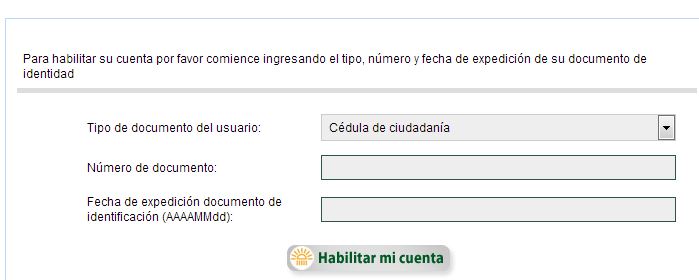 Para habilitar su cuenta por favor comience ingresando el tipo, número y fecha de expedición de su documento de
identidad
Tipo de documento del usuario:
Cédula de ciudadanía
Número de documento:
Fecha de expedición documento de
identificación (AAAAMMdd):
Habilitar mi cuenta